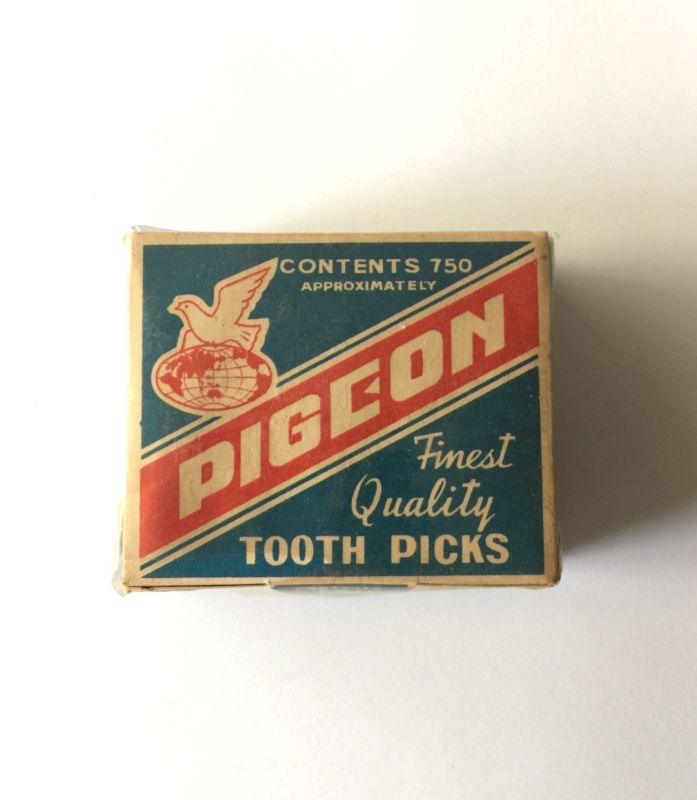 CONTENTS 750
APPROXIMATELY
PIGEON
Finest
Quality
TOOTH PICKS